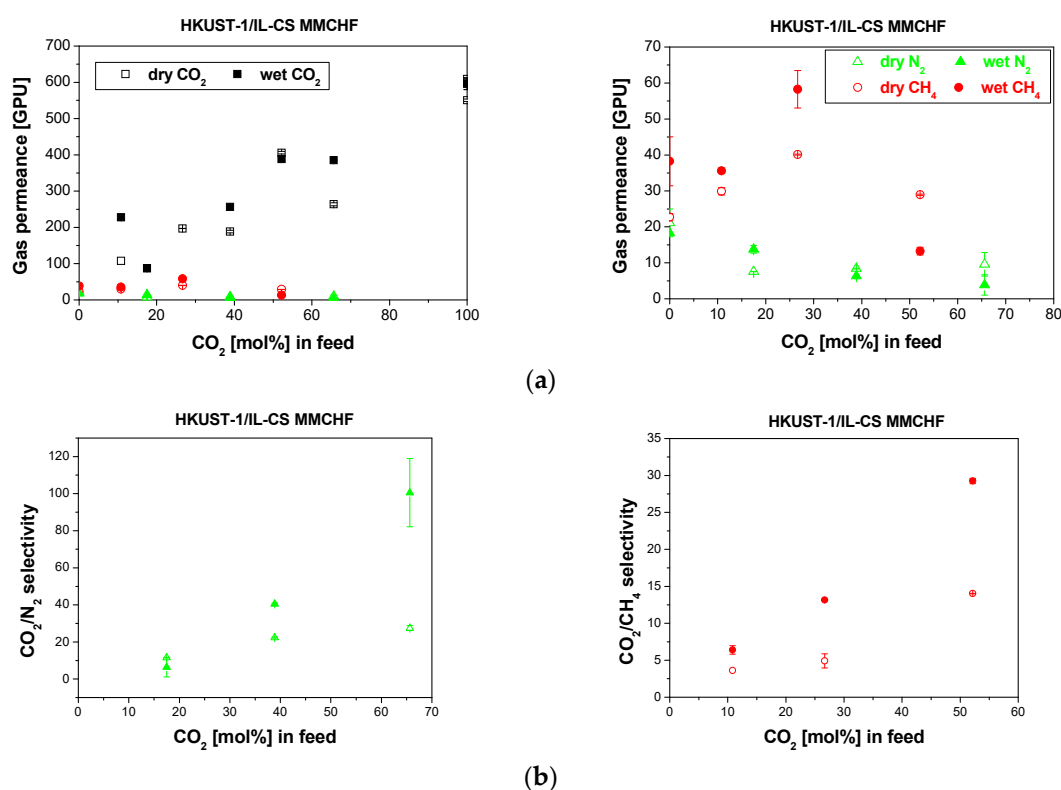 HKUST-1/IL-CS MMCHF
dry CO₂ wet CO₂
Gas permeance [GPU]
700
600
500
400
300
200
100
0
0 20 40 60 80 100
CO₂ [mol%] in feed
HKUST-1/IL-CS MMCHF
dry N₂ wet N₂
dry CH₄ wet CH₄
Gas permeance [GPU]
70
60
50
40
30
20
10
0
0 10 20 30 40 50 60 70 80
CO₂ [mol%] in feed
(a)
HKUST-1/IL-CS MMCHF
CO₂/N₂ selectivity
120
100
80
60
40
20
0
0 10 20 30 40 50 60 70
CO₂ [mol%] in feed
HKUST-1/IL-CS MMCHF
CO₂/CH₄ selectivity
35
30
25
20
15
10
5
0
0 10 20 30 40 50 60
CO₂ [mol%] in feed
(b)